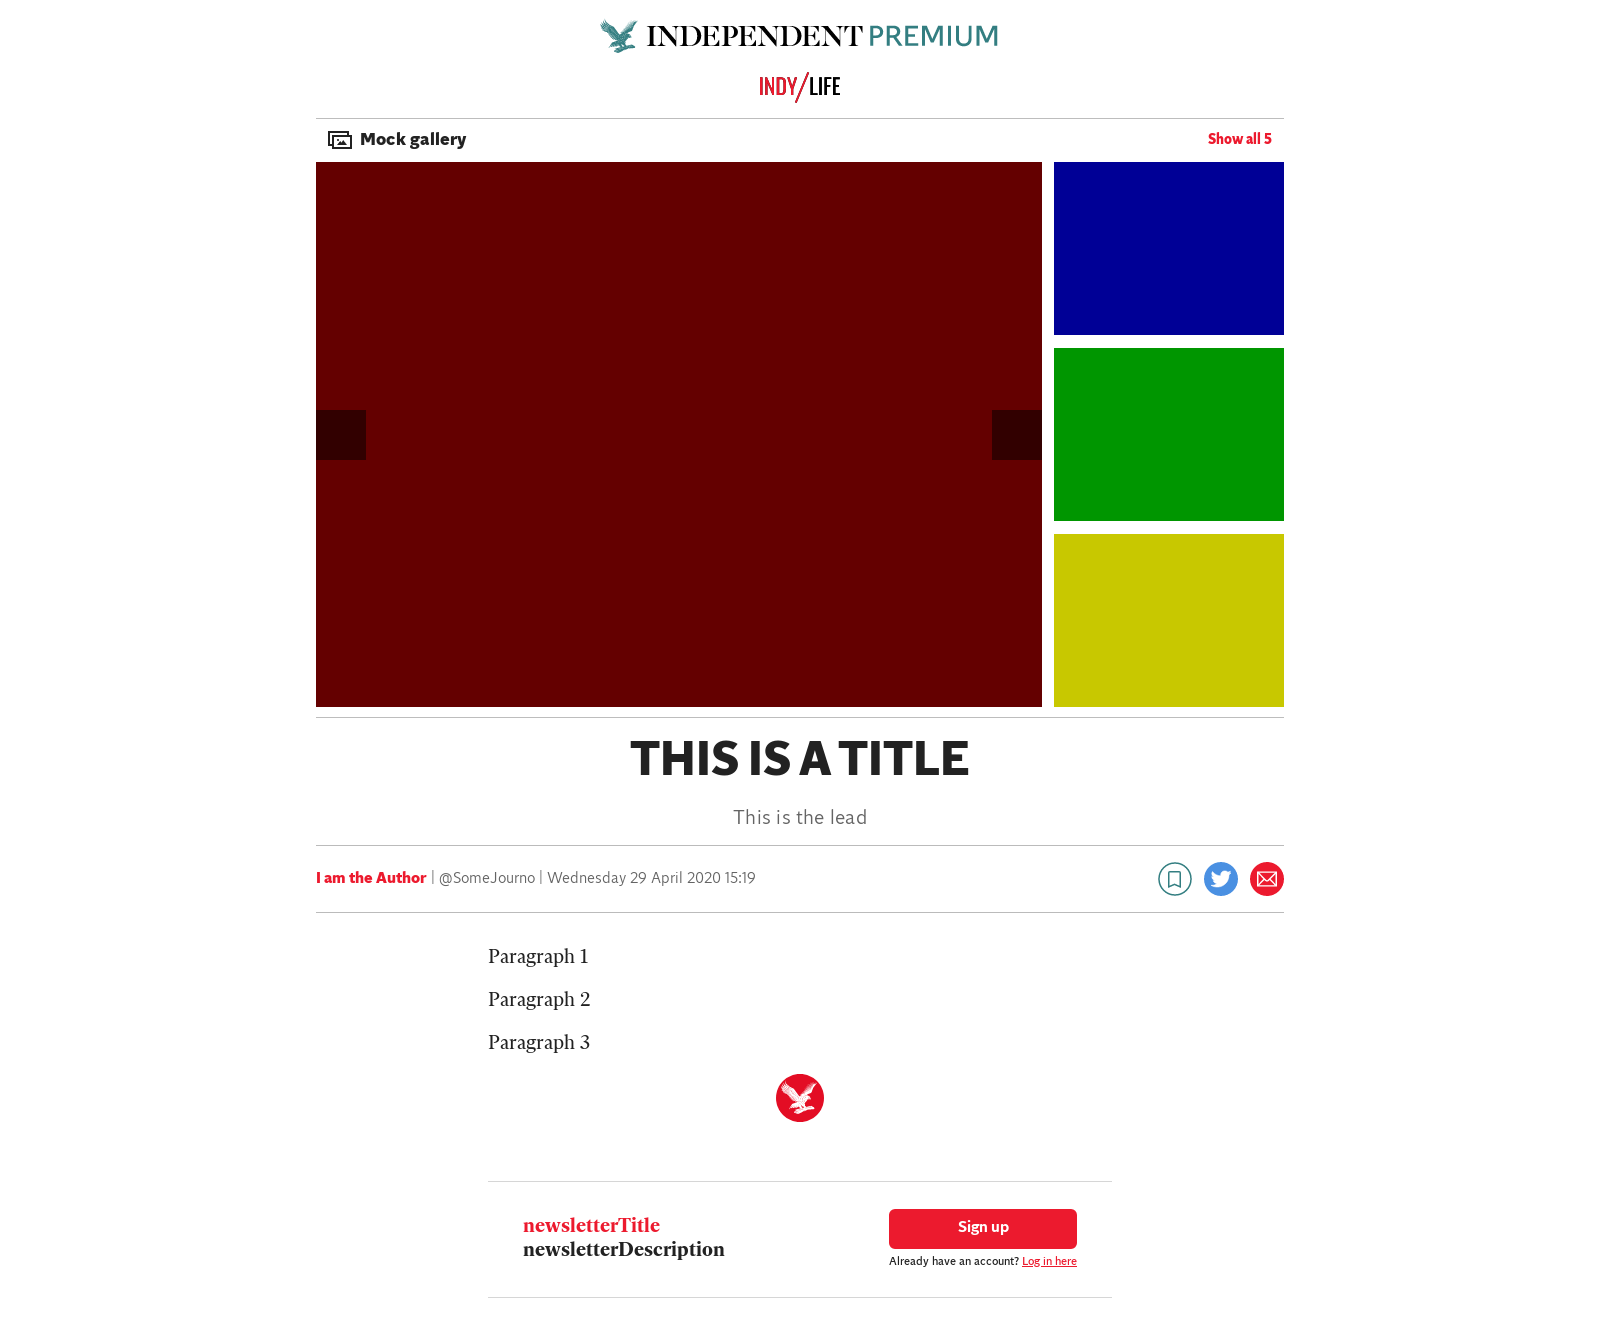 INDEPENDENT PREMIUM
INDY/LIFE
Mock gallery
Show all 5
THIS IS A TITLE
This is the lead
I am the Author | @SomeJourno | Wednesday 29 April 2020 15:19
Paragraph 1
Paragraph 2
Paragraph 3
newsletterTitle
newsletterDescription
Sign up
Already have an account? Log in here